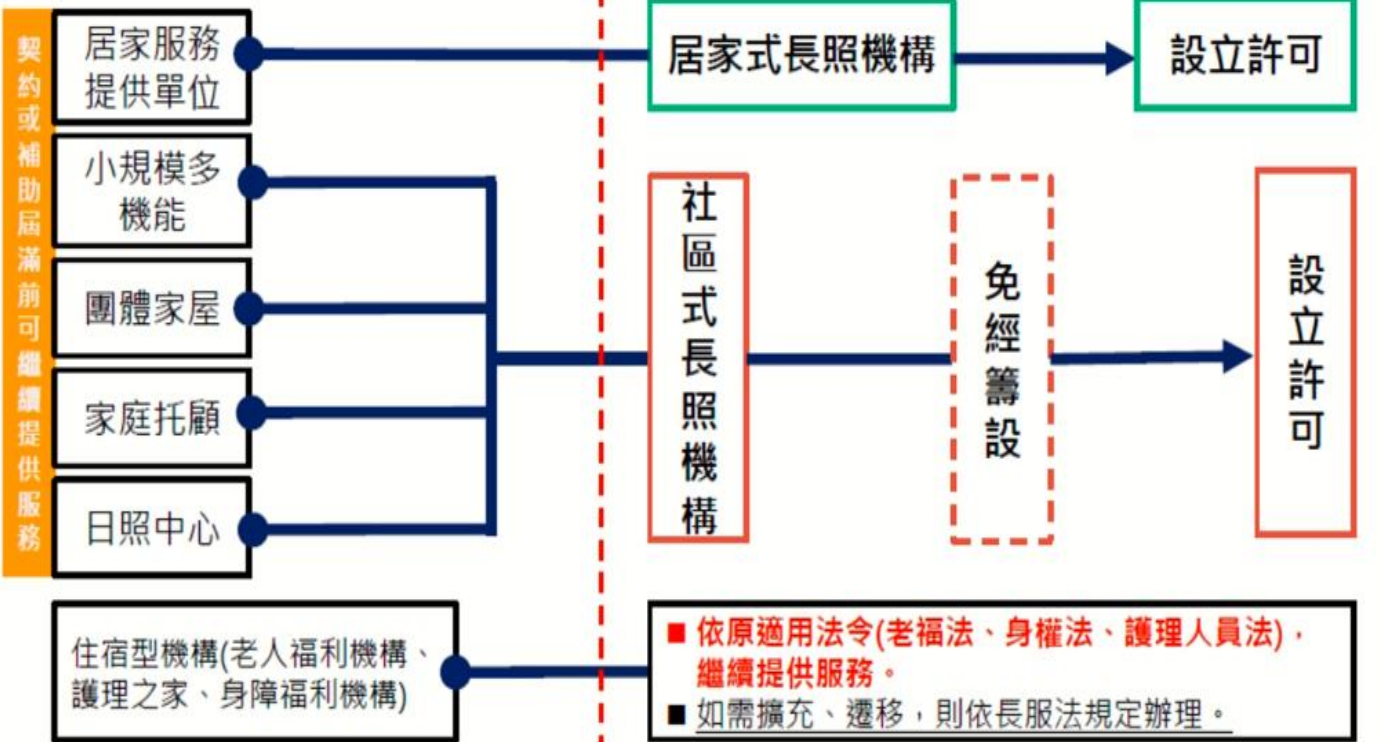 契約或補助屆滿前可繼續提供服務
居家服務
提供單位
居家式長照機構
設立許可
小規模多
機能
團體家屋
家庭托顧
日照中心
社區式長照機構
免經籌設
設立許可
住宿型機構(老人福利機構、
護理之家、身障福利機構)
■ 依原適用法令(老福法、身權法、護理人員法)，
繼續提供服務。
■ 如需擴充、遷移，則依長服法規定辦理。